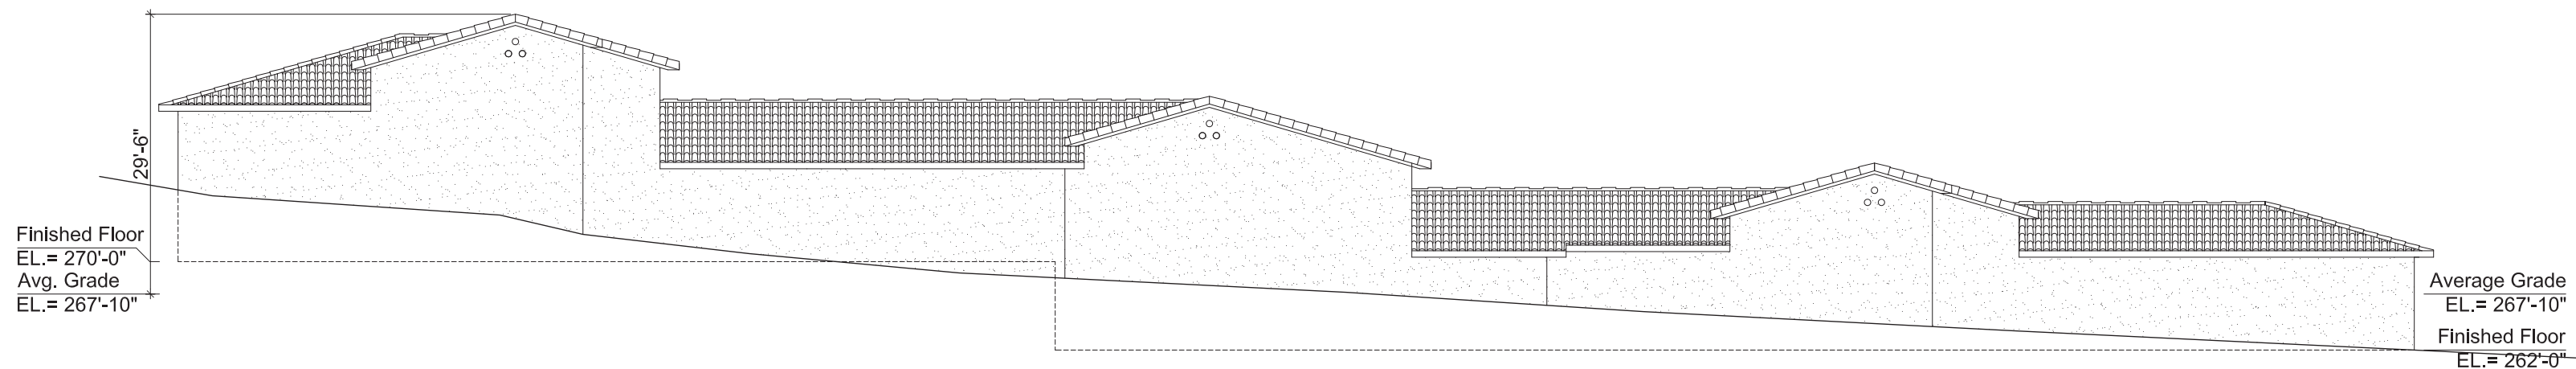 29'-6"
Finished Floor
EL.= 270'-0"
Avg. Grade
EL.= 267'-10"
Average Grade
EL.= 267'-10"
Finished Floor
EL.= 262'-0"